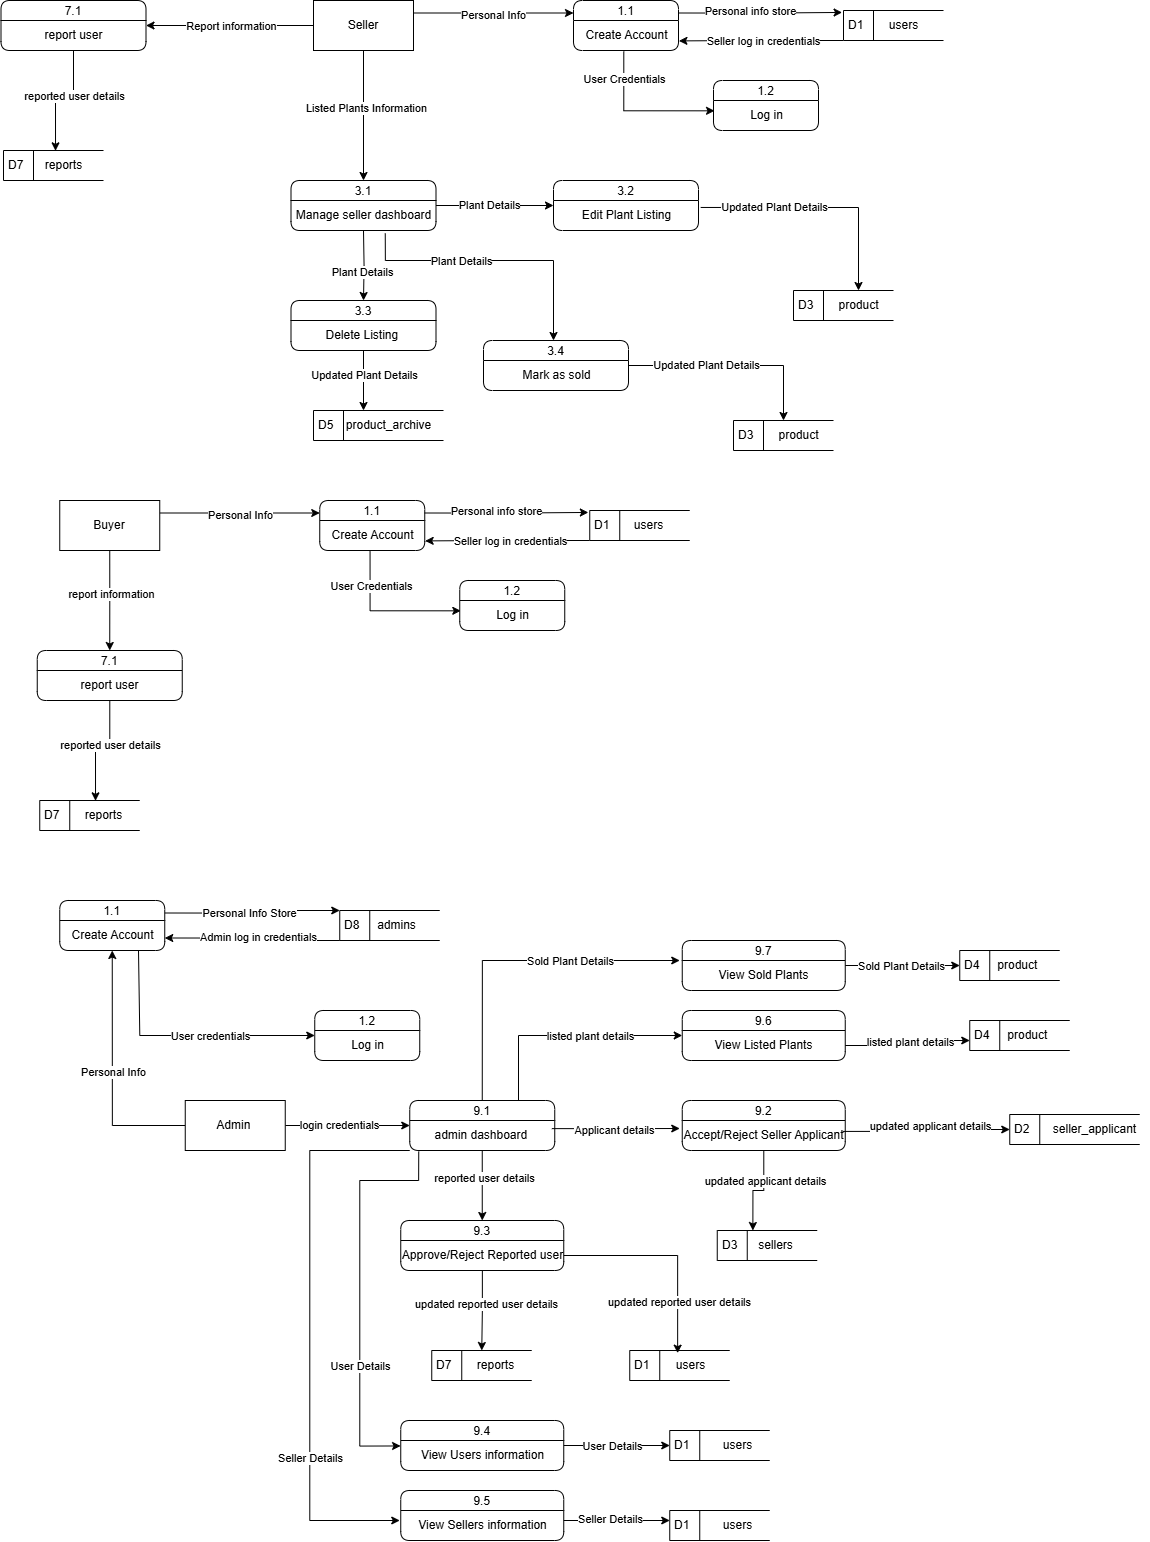 7.1
report user
Report information
Seller
Personal Info
1.1
Create Account
Personal info store
Seller log in credentials
D1
users
reported user details
User Credentials
1.2
Log in
Listed Plants Information
D7
reports
3.1
Manage seller dashboard
Plant Details
3.2
Edit Plant Listing
Updated Plant Details
Plant Details
Plant Details
D3
product
3.3
Delete Listing
3.4
Mark as sold
Updated Plant Details
Updated Plant Details
D5
product_archive
D3
product
Buyer
Personal Info
1.1
Create Account
Personal info store
Seller log in credentials
D1
users
report information
User Credentials
1.2
Log in
7.1
report user
reported user details
D7
reports
1.1
Create Account
Personal Info Store
Admin log in credentials
D8
admins
9.7
View Sold Plants
Sold Plant Details
Sold Plant Details
D4
product
User credentials
1.2
Log in
listed plant details
9.6
View Listed Plants
listed plant details
D4
product
Personal Info
Admin
login credentials
9.1
admin dashboard
Applicant details
9.2
Accept/Reject Seller Applicant
updated applicant details
D2
seller_applicant
reported user details
updated applicant details
9.3
Approve/Reject Reported user
D3
sellers
updated reported user details
updated reported user details
D7
reports
D1
users
User Details
9.4
View Users information
User Details
D1
users
Seller Details
9.5
View Sellers information
Seller Details
D1
users